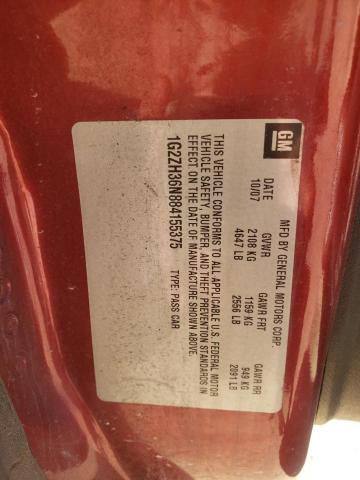 GM
MFD BY GENERAL MOTORS CORP.
DATE GVWR GAWR FRT GAWR RR
10/07 2108 KG 1159 KG 949 KG
4647 LB 2556 LB 2091 LB
THIS VEHICLE CONFORMS TO ALL APPLICABLE U.S. FEDERAL MOTOR
VEHICLE SAFETY, BUMPER, AND THEFT PREVENTION STANDARDS IN
EFFECT ON THE DATE OF MANUFACTURE SHOWN ABOVE.
1G2ZH36N884155375 TYPE: PASS CAR